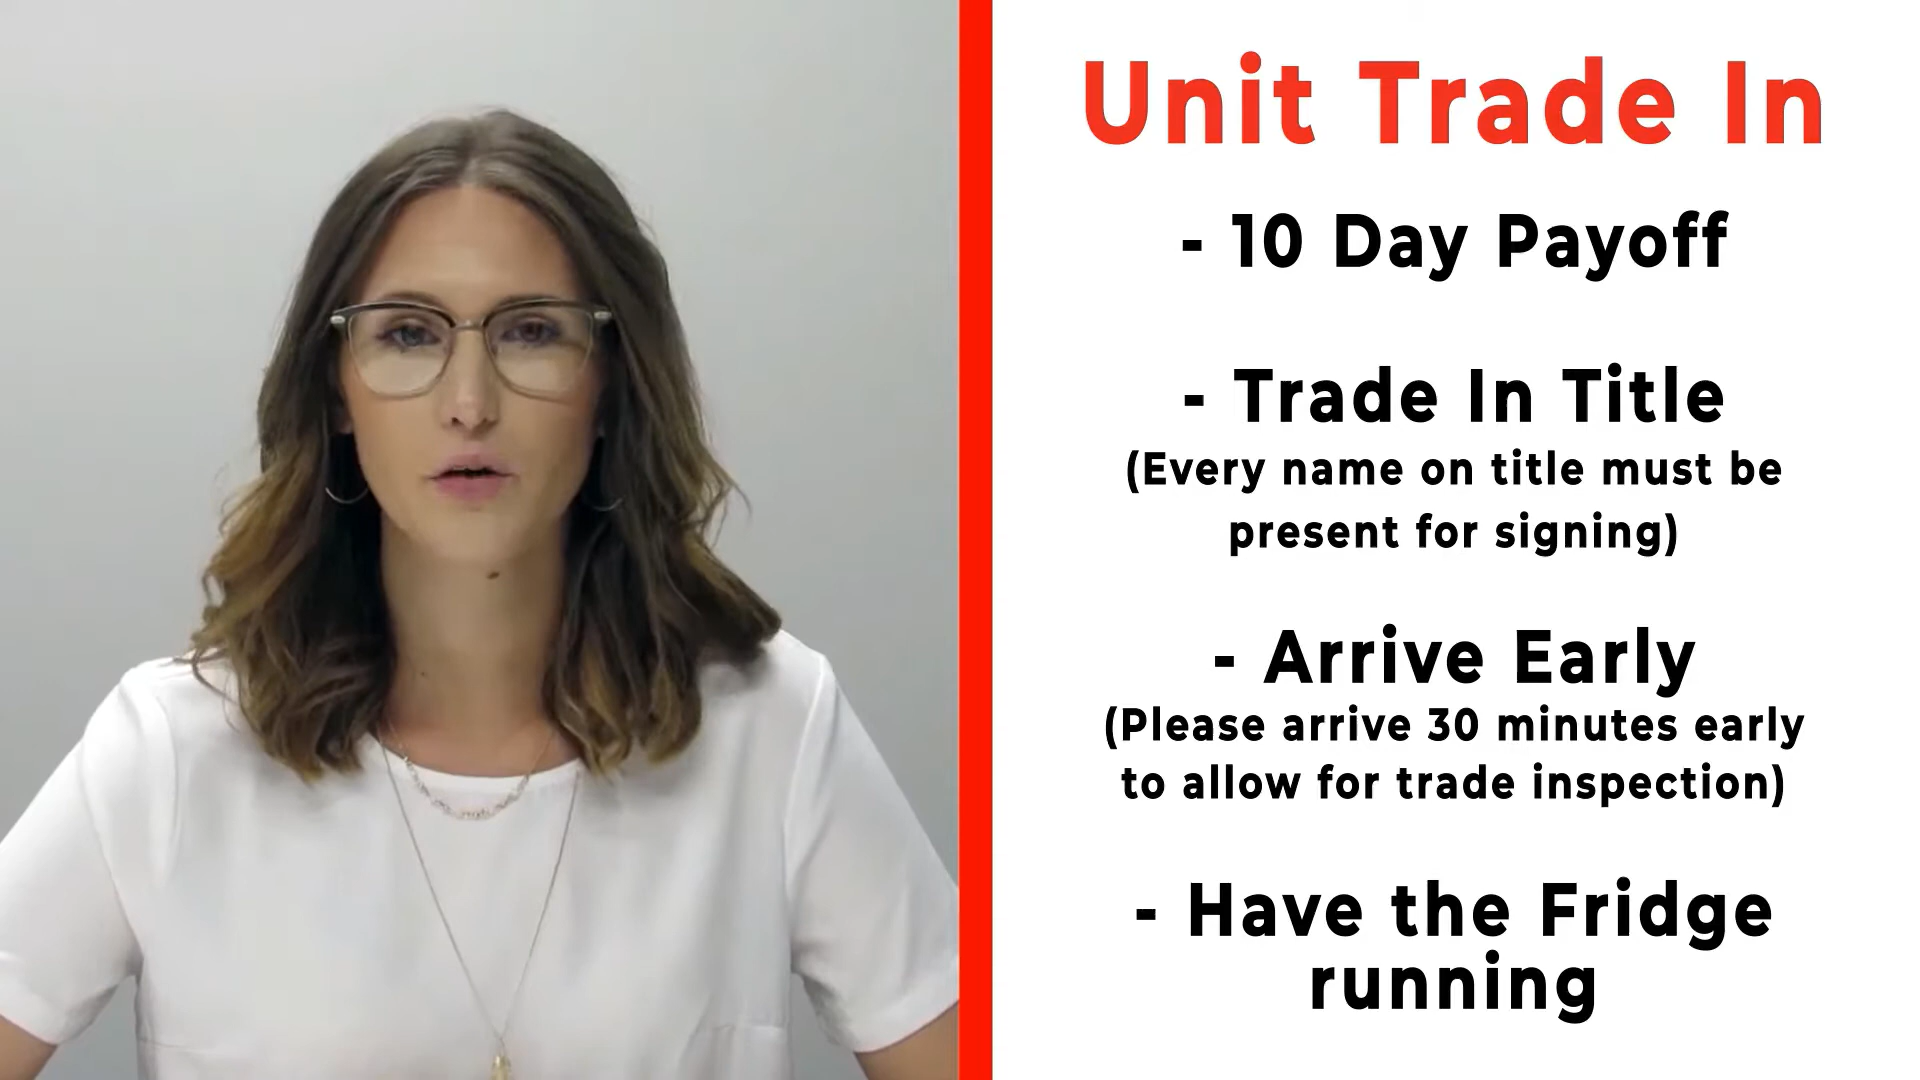 Unit Trade In
- 10 Day Payoff
- Trade In Title
(Every name on title must be
present for signing)
- Arrive Early
(Please arrive 30 minutes early
to allow for trade inspection)
- Have the Fridge
running